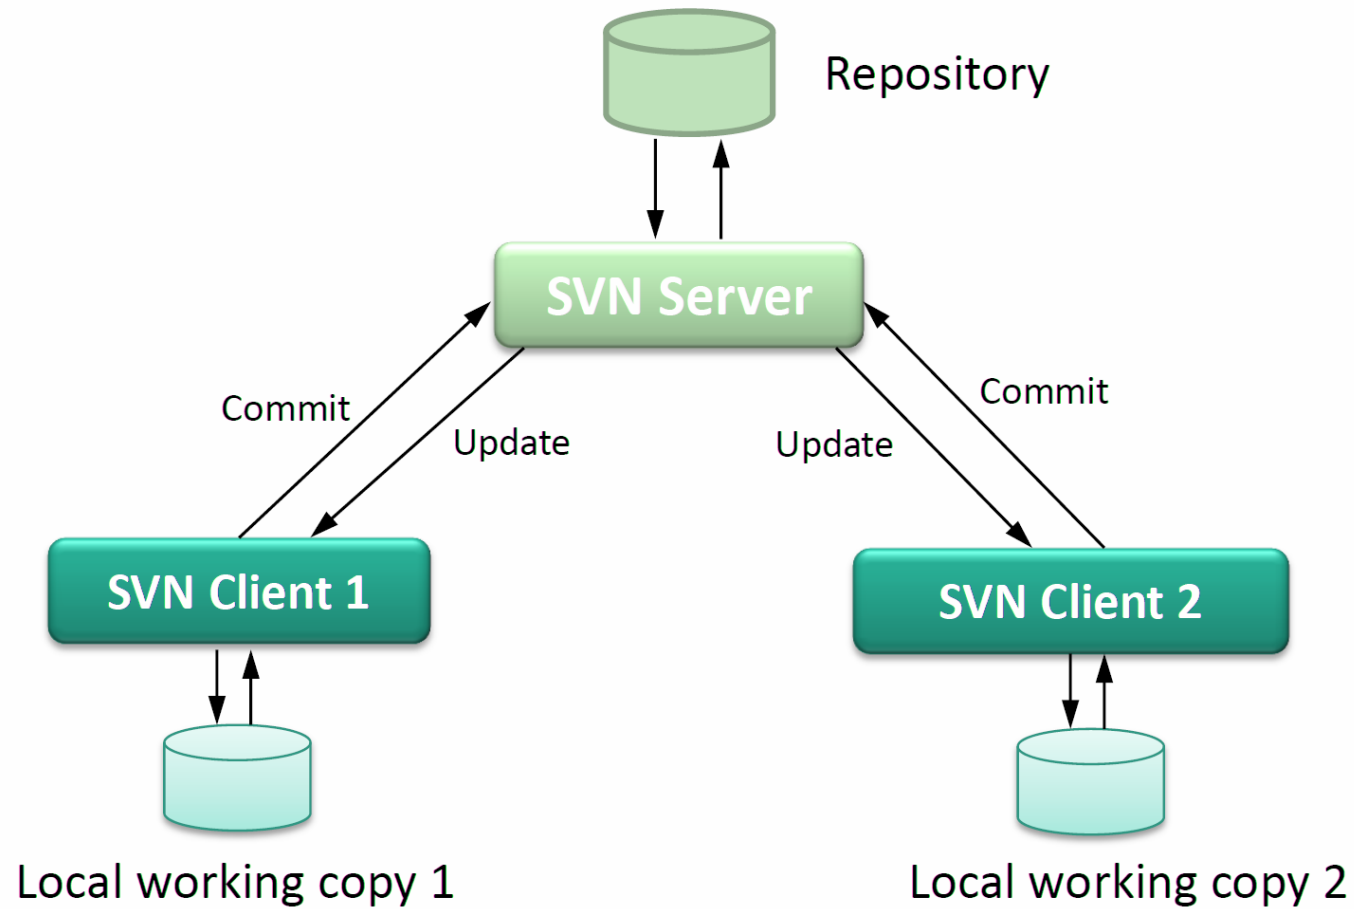 Repository
SVN Server
Commit
Commit
Update
Update
SVN Client 1
SVN Client 2
Local working copy 1
Local working copy 2